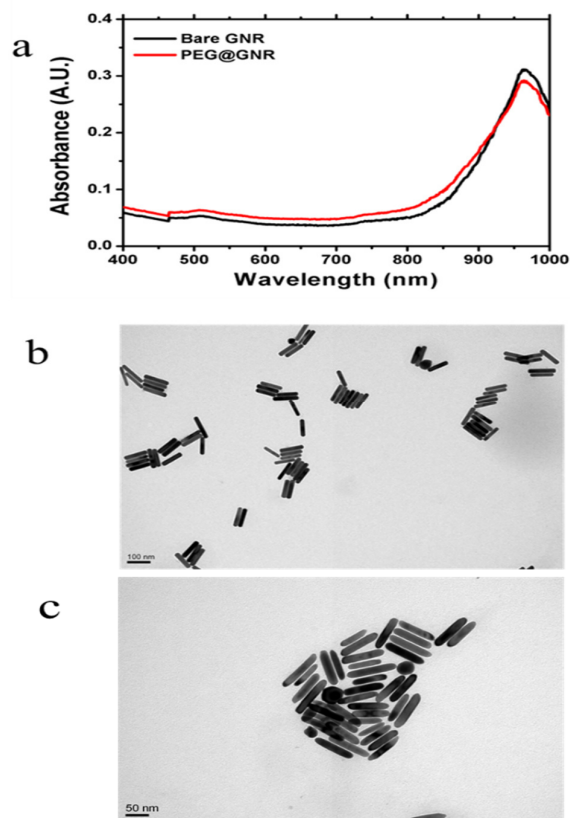 a
0.4
0.3
0.2
0.1
0.0
Absorbance (A.U.)
Bare GNR
PEG@GNR
400 500 600 700 800 900 1000
Wavelength (nm)
b
100 nm
c
50 nm